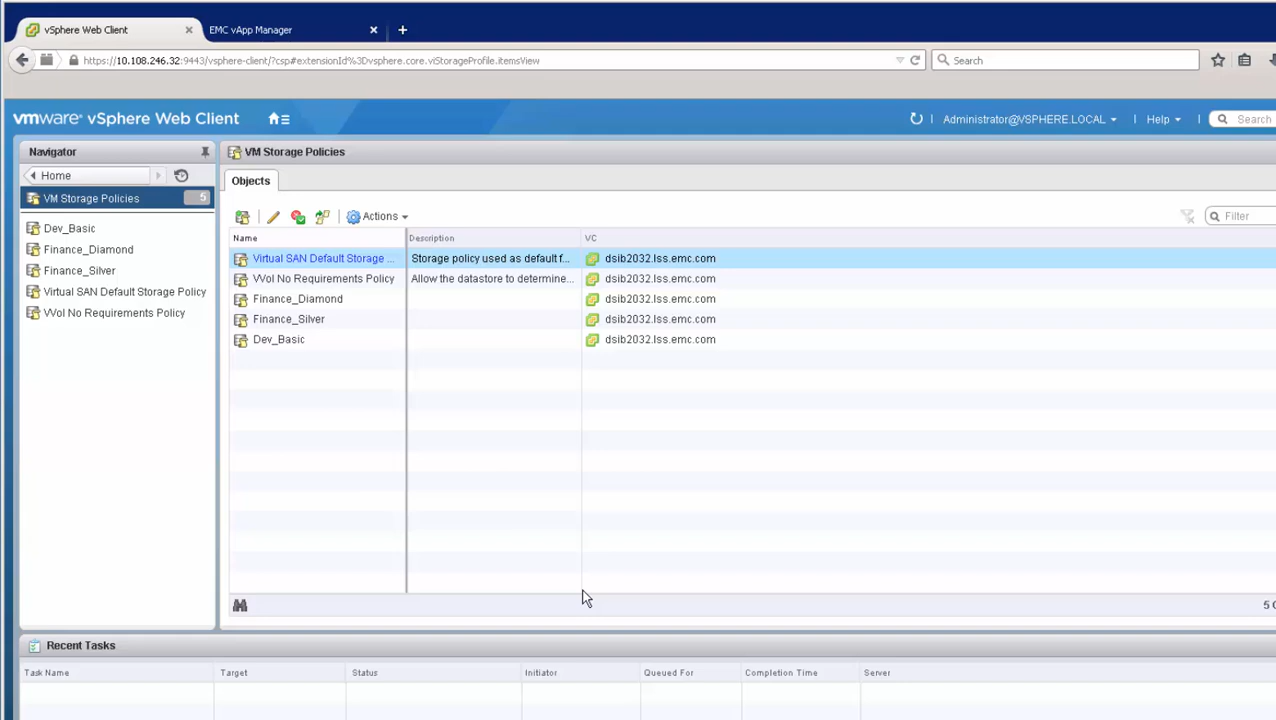 vSphere Web Client
EMC vApp Manager
https://10.108.246.32:9443/vsphere-client/?csp#extensionId%3Dvsphere.core.viStorageProfile.itemsView
Search
vmware vSphere Web Client
Administrator@VSPHERE.LOCAL
Help
Search
Navigator
Home
VM Storage Policies 5
Dev_Basic
Finance_Diamond
Finance_Silver
Virtual SAN Default Storage Policy
VVol No Requirements Policy
VM Storage Policies
Objects
Actions
Filter
Name Description VC
Virtual SAN Default Storage ... Storage policy used as default f... dsib2032.lss.emc.com
VVol No Requirements Policy Allow the datastore to determine... dsib2032.lss.emc.com
Finance_Diamond dsib2032.lss.emc.com
Finance_Silver dsib2032.lss.emc.com
Dev_Basic dsib2032.lss.emc.com
5
Recent Tasks
Task Name Target Status Initiator Queued For Completion Time Server